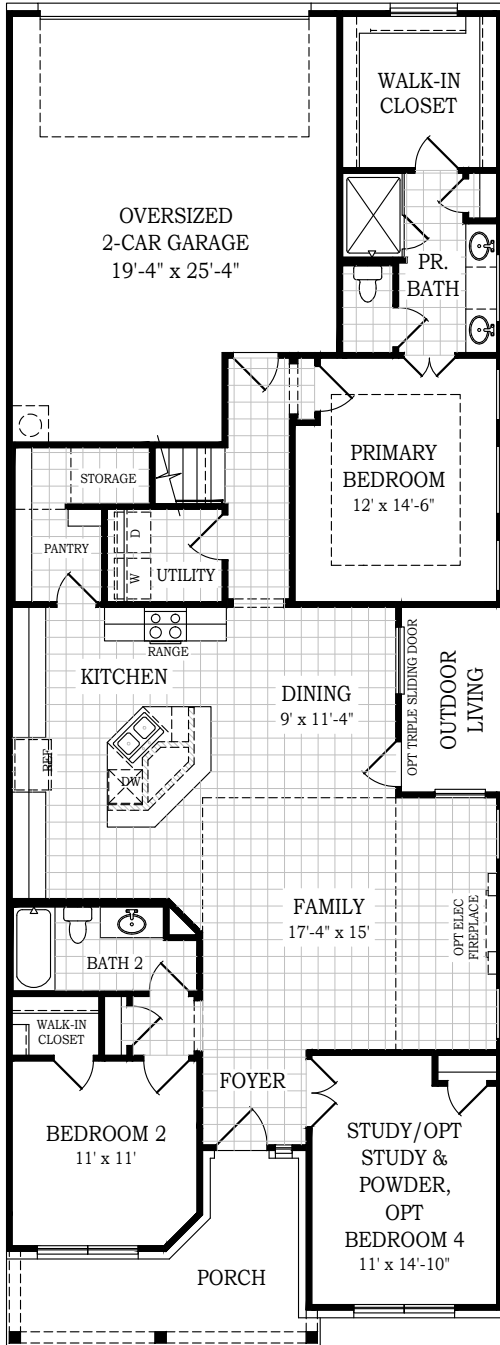 WALK-IN
CLOSET
OVERSIZED
2-CAR GARAGE
19'-4" x 25'-4"
PR.
BATH
PRIMARY
BEDROOM
12' x 14'-6"
STORAGE
PANTRY
D
W
UTILITY
RANGE
KITCHEN
DINING
9' x 11'-4"
OPT TRIPLE SLIDING DOOR
OUTDOOR
LIVING
REF
DW
FAMILY
17'-4" x 15'
OPT ELEC
FIREPLACE
BATH 2
WALK-IN
CLOSET
FOYER
BEDROOM 2
11' x 11'
STUDY/OPT
STUDY &
POWDER,
OPT
BEDROOM 4
11' x 14'-10"
PORCH